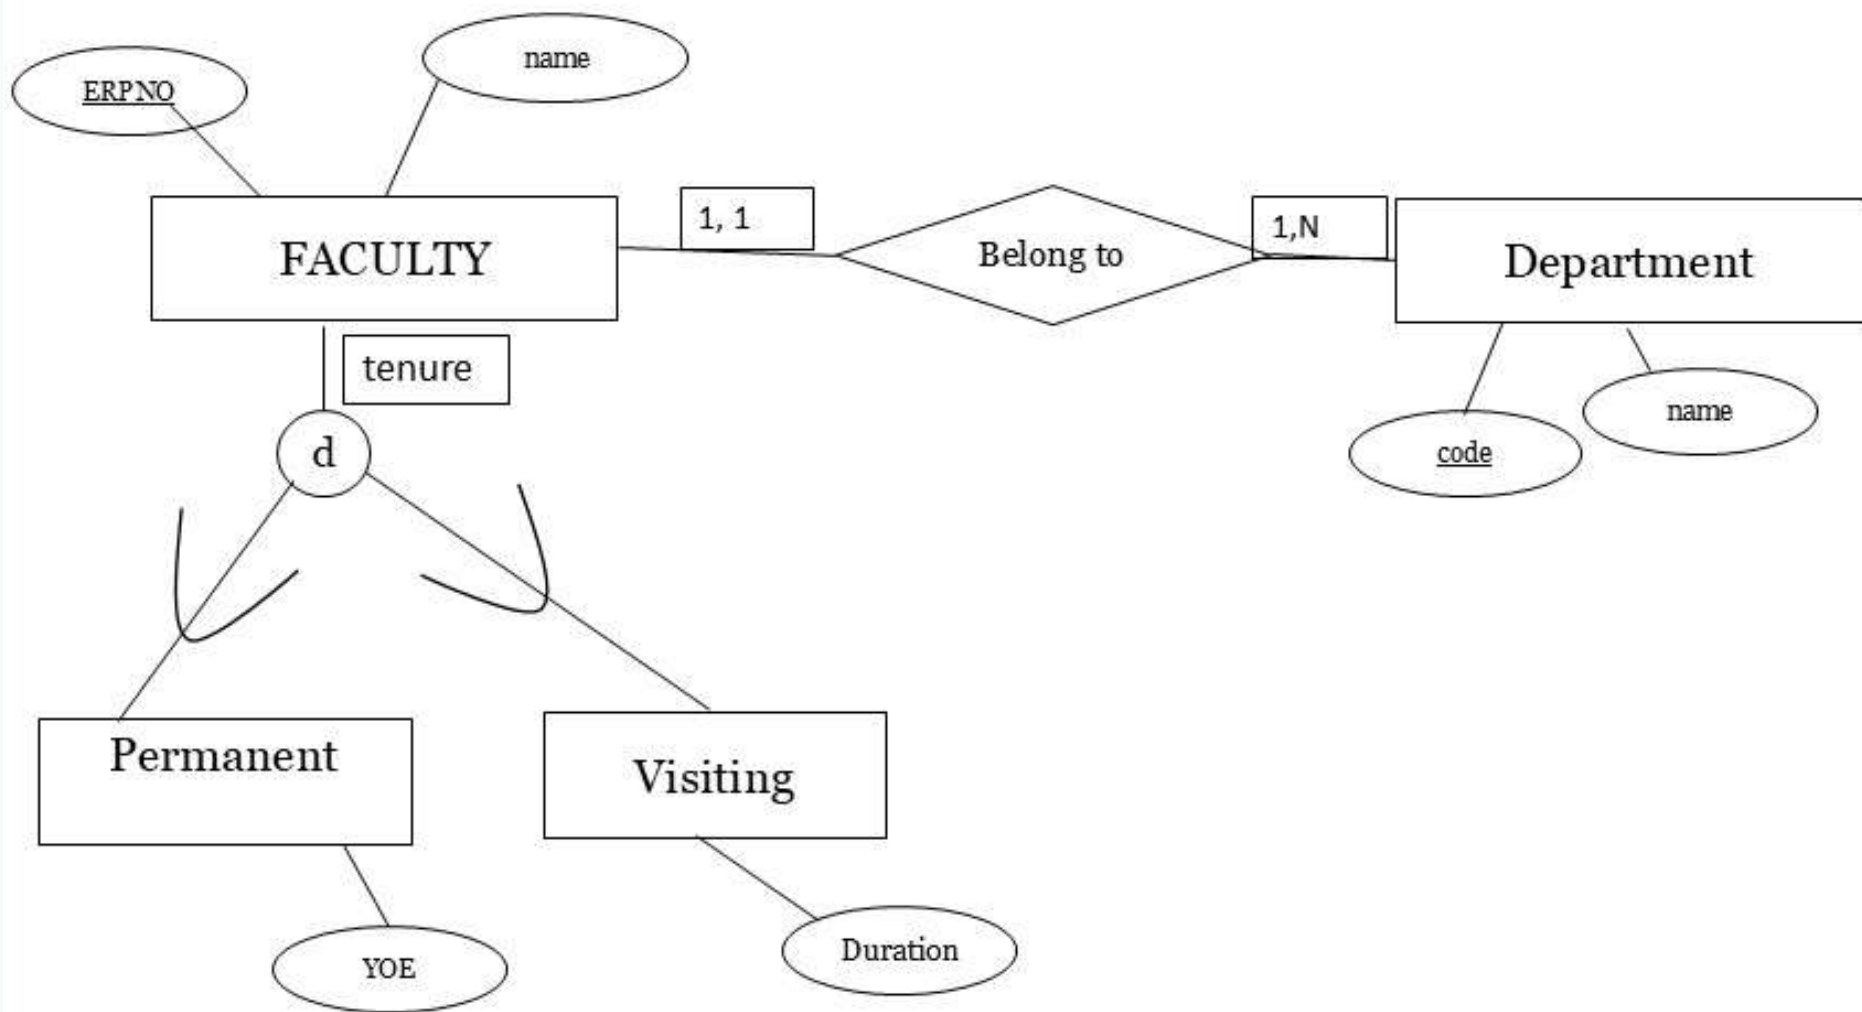 name
ERPNO
1, 1
1,N
FACULTY
Belong to
Department
tenure
name
d
code
Permanent
Visiting
Duration
YOE